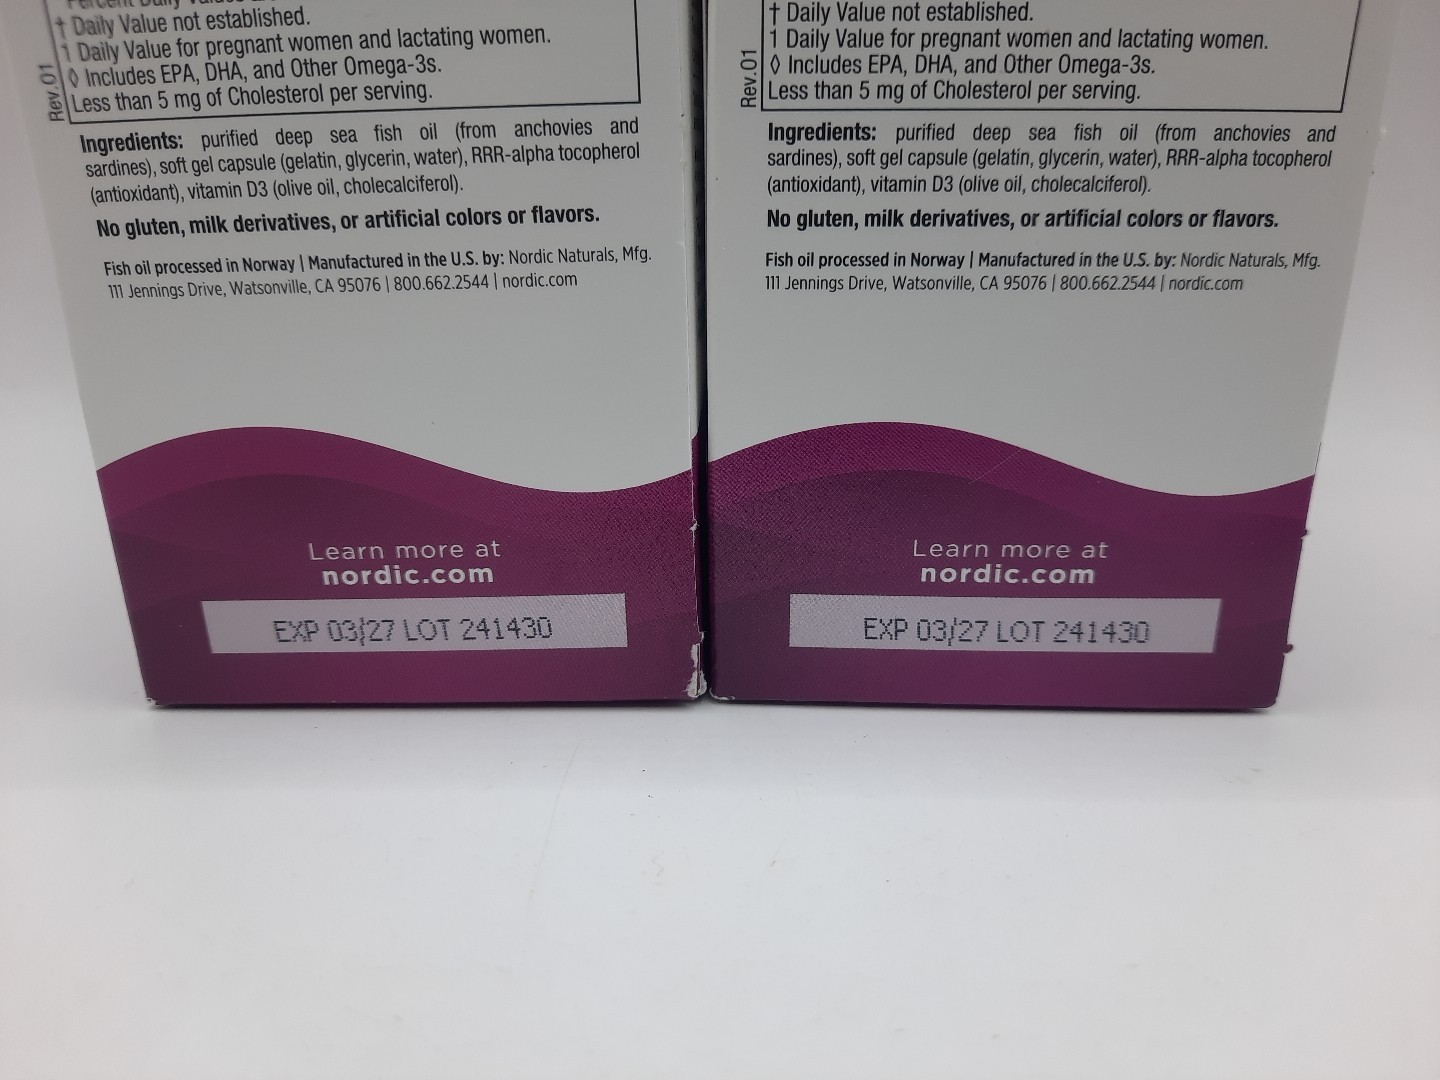 † Daily Value not established.
1 Daily Value for pregnant women and lactating women.
◊ Includes EPA, DHA, and Other Omega-3s.
Less than 5 mg of Cholesterol per serving.
Rev.01
Ingredients: purified deep sea fish oil (from anchovies and
sardines), soft gel capsule (gelatin, glycerin, water), RRR-alpha tocopherol
(antioxidant), vitamin D3 (olive oil, cholecalciferol).
No gluten, milk derivatives, or artificial colors or flavors.
Fish oil processed in Norway | Manufactured in the U.S. by: Nordic Naturals, Mfg.
111 Jennings Drive, Watsonville, CA 95076 | 800.662.2544 | nordic.com
Learn more at
nordic.com
EXP 03/27 LOT 241430
† Daily Value not established.
1 Daily Value for pregnant women and lactating women.
◊ Includes EPA, DHA, and Other Omega-3s.
Less than 5 mg of Cholesterol per serving.
Rev.01
Ingredients: purified deep sea fish oil (from anchovies and
sardines), soft gel capsule (gelatin, glycerin, water), RRR-alpha tocopherol
(antioxidant), vitamin D3 (olive oil, cholecalciferol).
No gluten, milk derivatives, or artificial colors or flavors.
Fish oil processed in Norway | Manufactured in the U.S. by: Nordic Naturals, Mfg.
111 Jennings Drive, Watsonville, CA 95076 | 800.662.2544 | nordic.com
Learn more at
nordic.com
EXP 03/27 LOT 241430